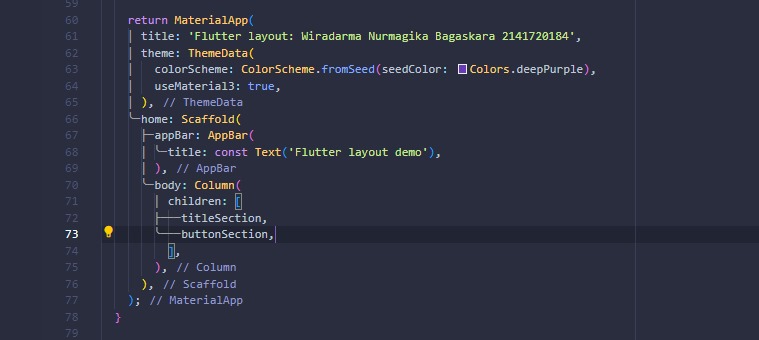 59
60 return MaterialApp(
61 title: 'Flutter layout: Wiradarma Nurmagika Bagaskara 2141720184',
62 theme: ThemeData(
63 colorScheme: ColorScheme.fromSeed(seedColor: Colors.deepPurple),
64 useMaterial3: true,
65 ), // ThemeData
66 home: Scaffold(
67 appBar: AppBar(
68 title: const Text('Flutter layout demo'),
69 ), // AppBar
70 body: Column(
71 children: [
72 titleSection,
73 buttonSection,
74 ],
75 ), // Column
76 ), // Scaffold
77 ); // MaterialApp
78 }
79